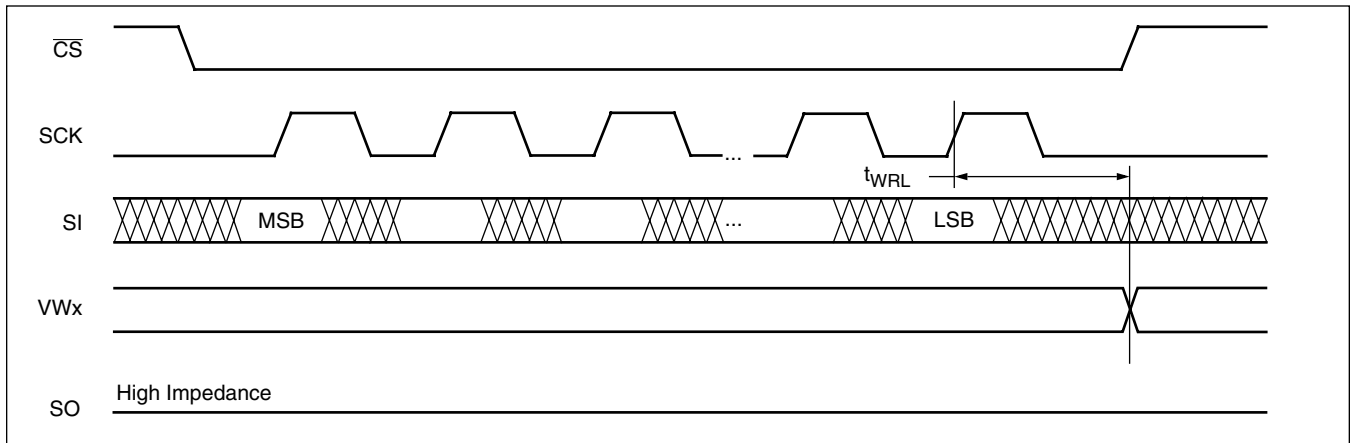 CS
SCK
...
tWRL
SI
MSB
...
LSB
VWx
High Impedance
SO